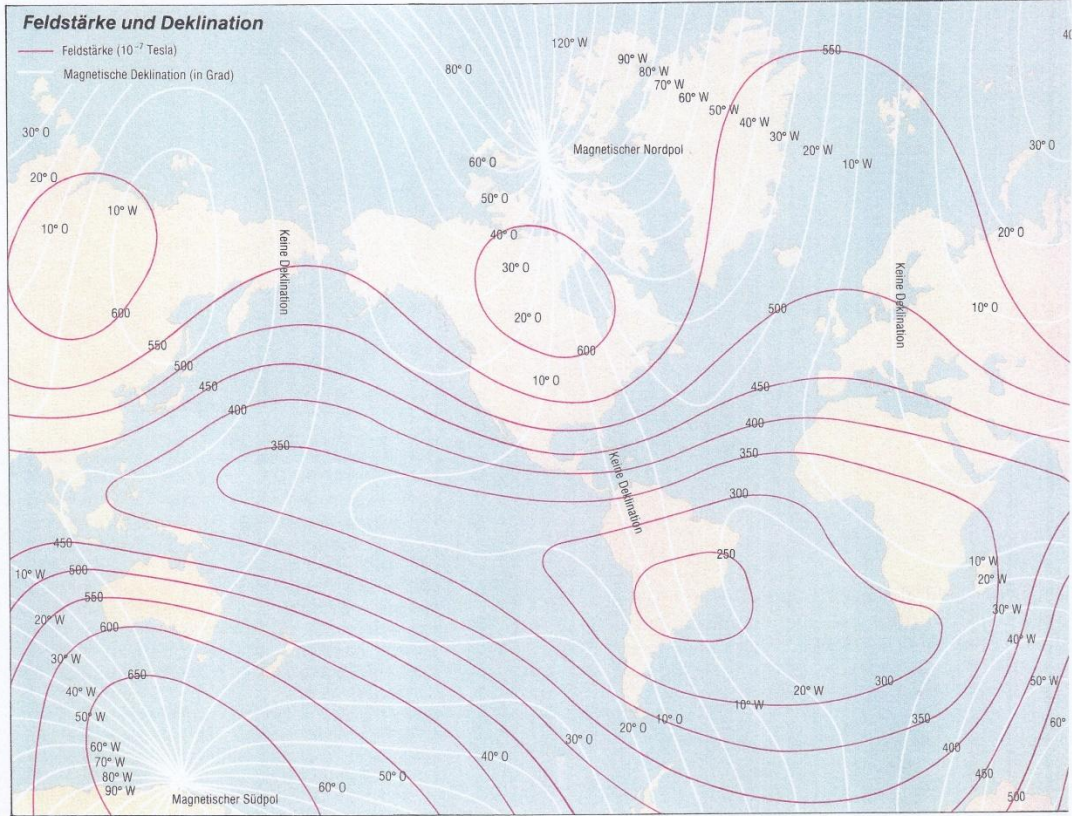 Feldstärke und Deklination
Feldstärke (10⁻⁷ Tesla)
Magnetische Deklination (in Grad)
120° W
550
40
90° W
80° O
80° W
70° W
60° W
50° W
40° W
30° W
20° W
10° W
30° O
30° O
Magnetischer Nordpol
60° O
20° O
50° O
10° W
10° O
40° O
20° O
Keine Deklination
30° O
Keine Deklination
500
10° O
600
20° O
550
600
500
10° O
450
450
400
400
350
350
Keine Deklination
300
450
250
10° W
500
10° W
20° W
550
20° W
600
30° W
40° W
30° W
650
40° W
50° W
300
20° W
50° W
10° W
10° O
350
60°
20° O
30° O
400
60° W
40° O
70° W
50° O
450
80° W
60° O
90° W
500
Magnetischer Südpol